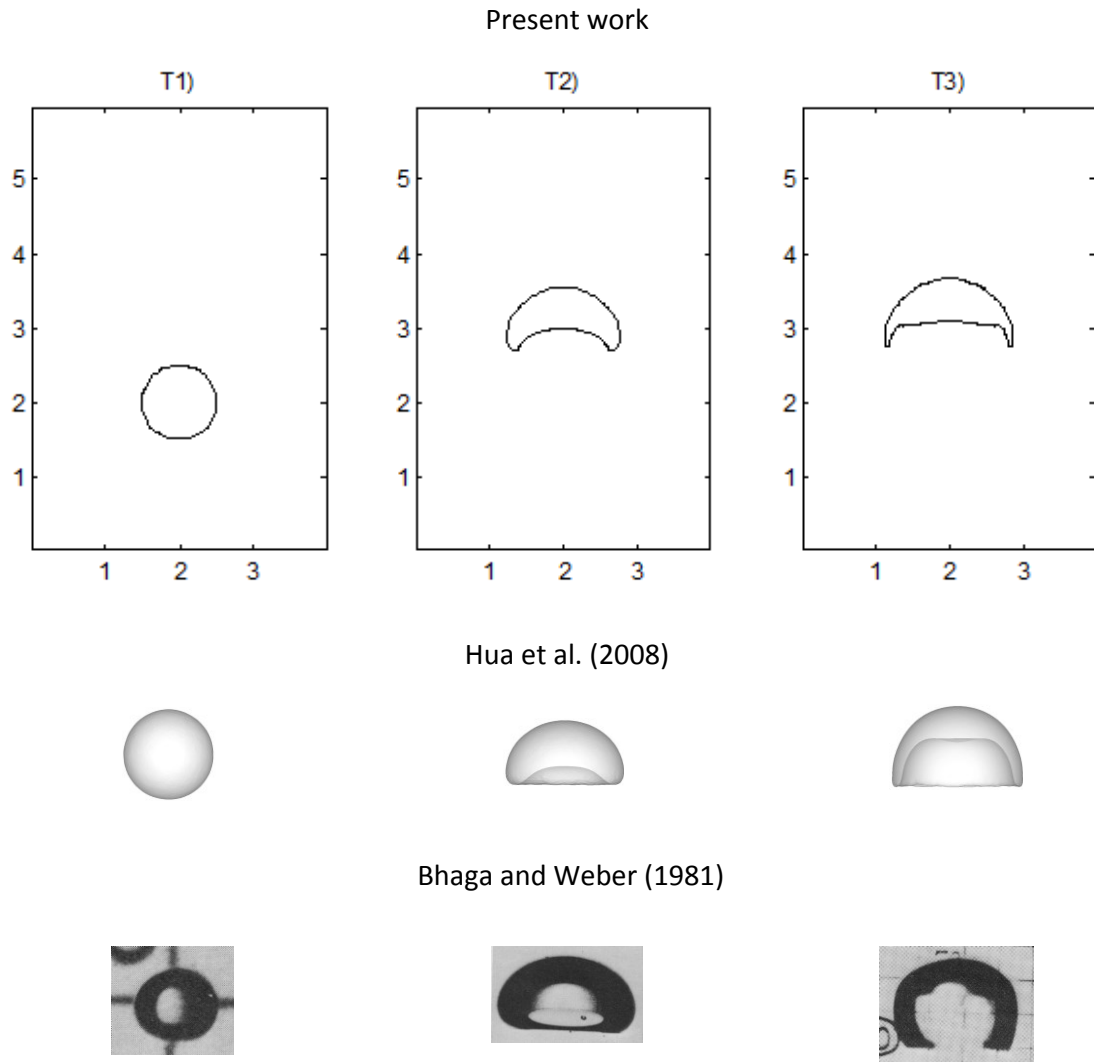 Present work
T1) T2) T3)
5 5 5
4 4 4
3 3 3
2 2 2
1 1 1
1 2 3 1 2 3 1 2 3
Hua et al. (2008)
Bhaga and Weber (1981)